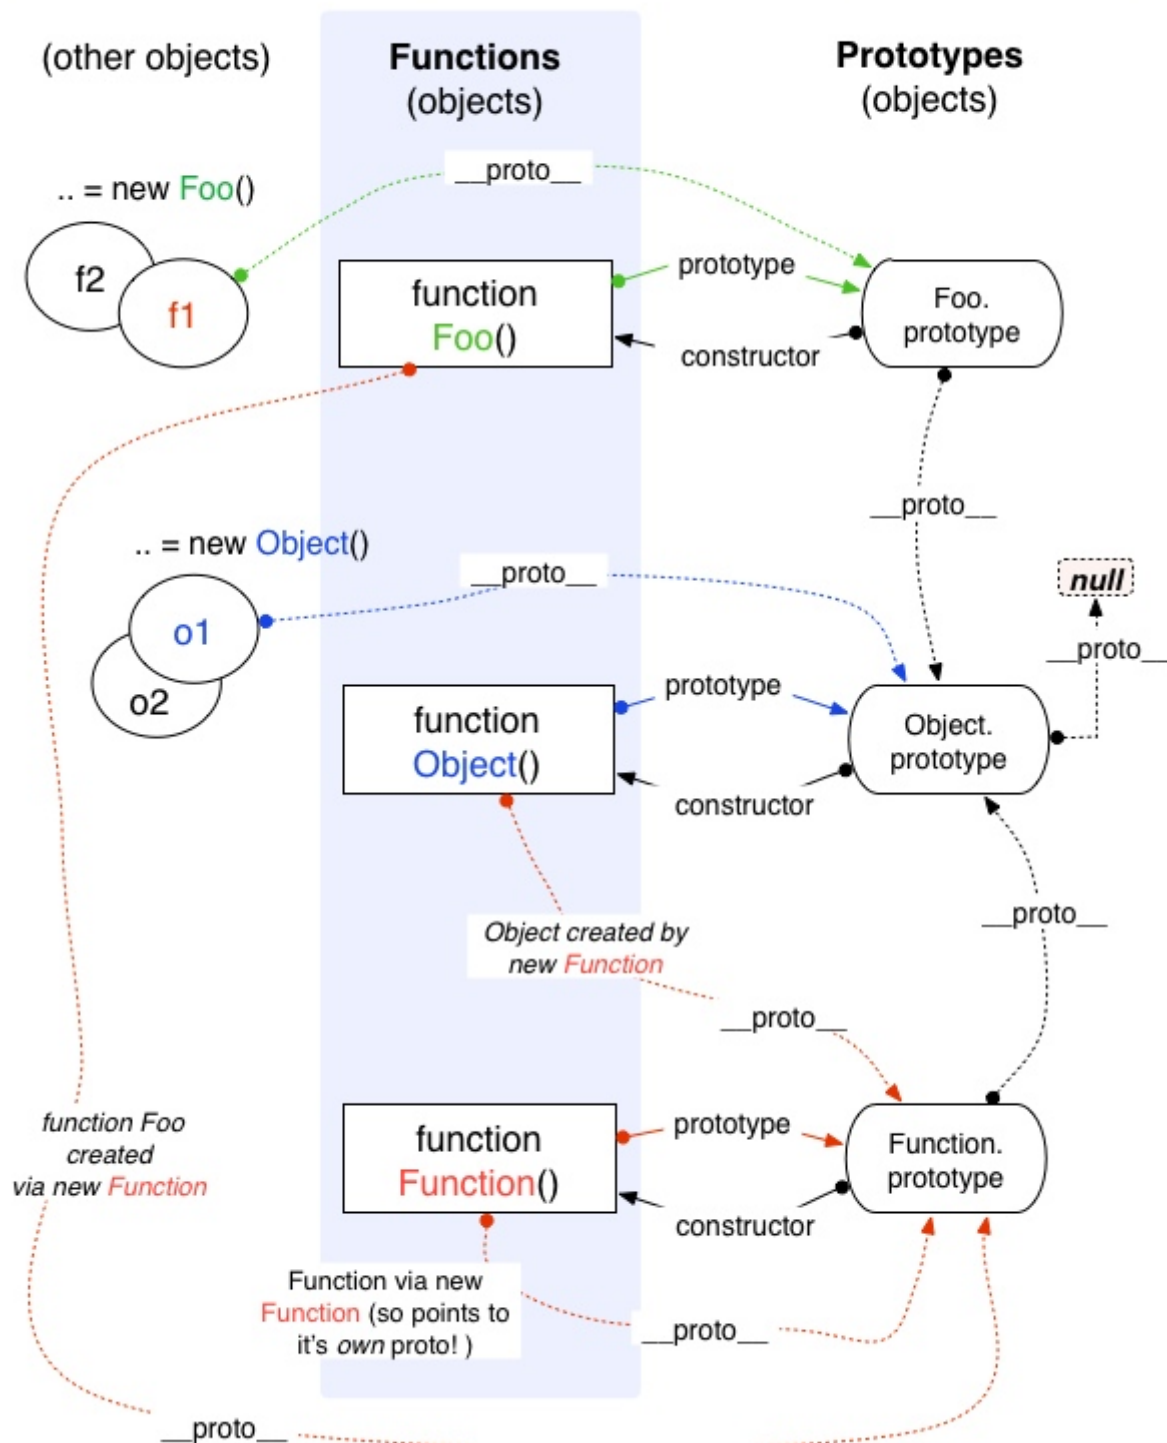 (other objects)
Functions
(objects)
Prototypes
(objects)
__proto__
.. = new Foo()
f2
f1
function
Foo()
prototype
constructor
Foo.
prototype
__proto__
.. = new Object()
__proto__
null
__proto__
o1
o2
function
Object()
prototype
constructor
Object.
prototype
Object created by
new Function
__proto__
__proto__
function Foo
created
via new Function
function
Function()
prototype
constructor
Function.
prototype
Function via new
Function (so points to
it's own proto! )
__proto__
__proto__